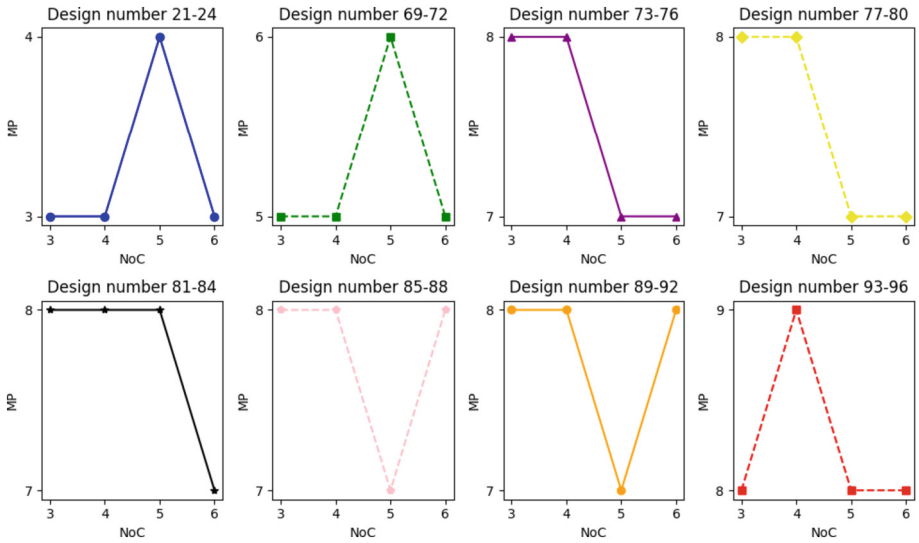 Design number 21-24
4
3
MP
3 4 5 6
NoC
Design number 69-72
6
5
MP
3 4 5 6
NoC
Design number 73-76
8
7
MP
3 4 5 6
NoC
Design number 77-80
8
7
MP
3 4 5 6
NoC
Design number 81-84
8
7
MP
3 4 5 6
NoC
Design number 85-88
8
7
MP
3 4 5 6
NoC
Design number 89-92
8
7
MP
3 4 5 6
NoC
Design number 93-96
9
8
MP
3 4 5 6
NoC